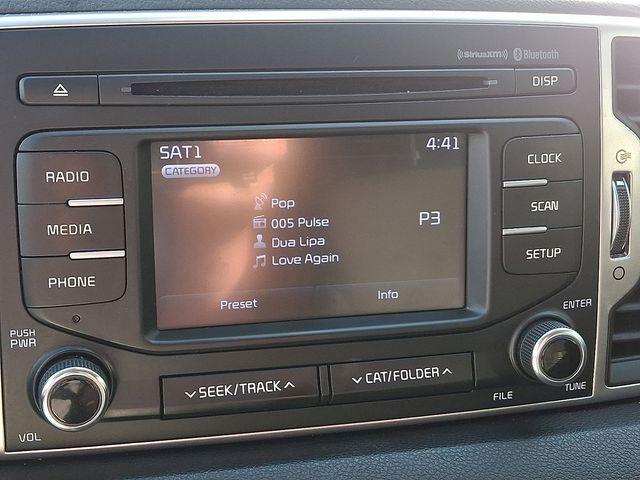 SiriusXM Bluetooth
DISP
SAT1 4:41
CATEGORY
Pop
005 Pulse
P3
Dua Lipa
Love Again
Preset Info
RADIO
MEDIA
PHONE
CLOCK
SCAN
SETUP
PUSH
PWR
VOL
SEEK/TRACK
CAT/FOLDER
ENTER
FILE
TUNE